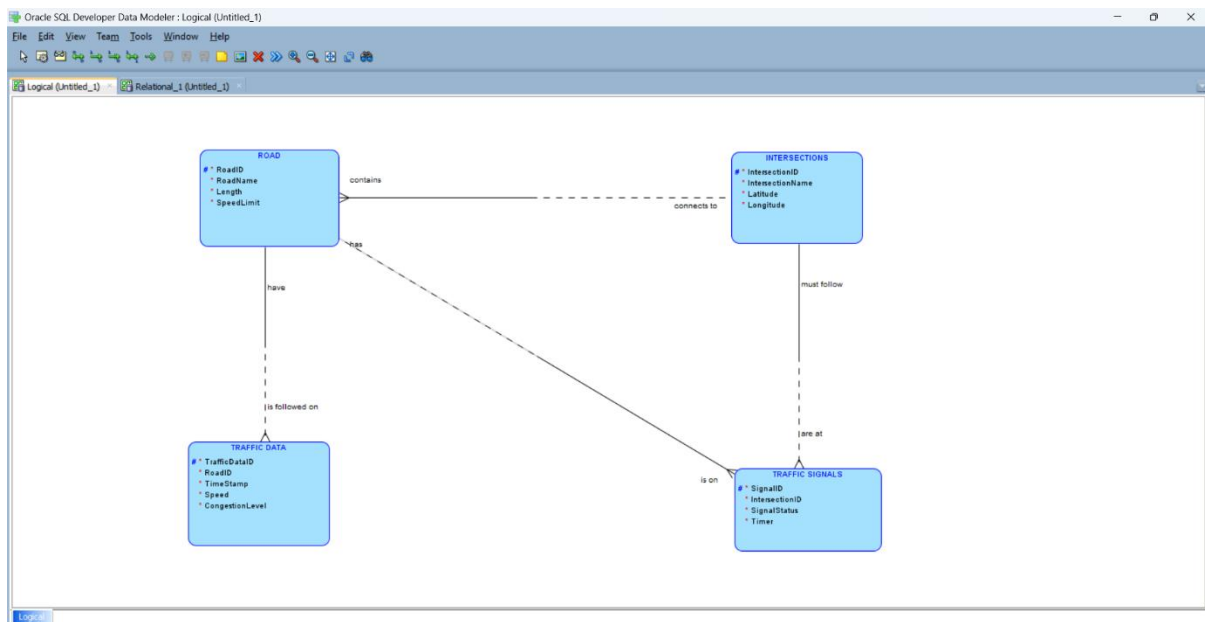 Oracle SQL Developer Data Modeler : Logical (Untitled_1)
File Edit View Team Tools Window Help
Logical (Untitled_1) Relational_1 (Untitled_1)
ROAD
# * RoadID
* RoadName
* Length
* SpeedLimit
contains
connects to
INTERSECTIONS
# * IntersectionID
* IntersectionName
* Latitude
* Longitude
has
have
must follow
is followed on
are at
TRAFFIC DATA
# * TrafficDataID
* RoadID
* TimeStamp
* Speed
* CongestionLevel
is on
TRAFFIC SIGNALS
# * SignalID
* IntersectionID
* SignalStatus
* Timer
Logical